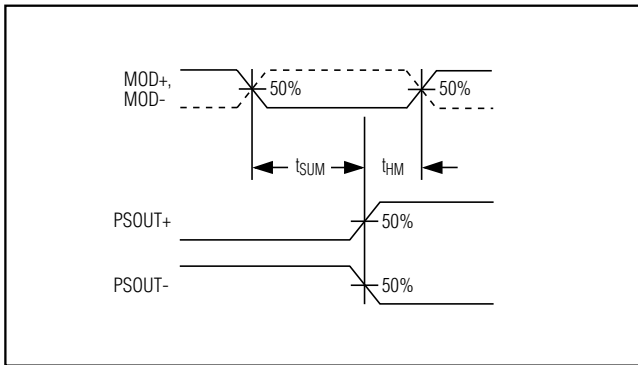 MOD+,
MOD-
50%
50%
tSUM
tHM
PSOUT+
50%
PSOUT-
50%